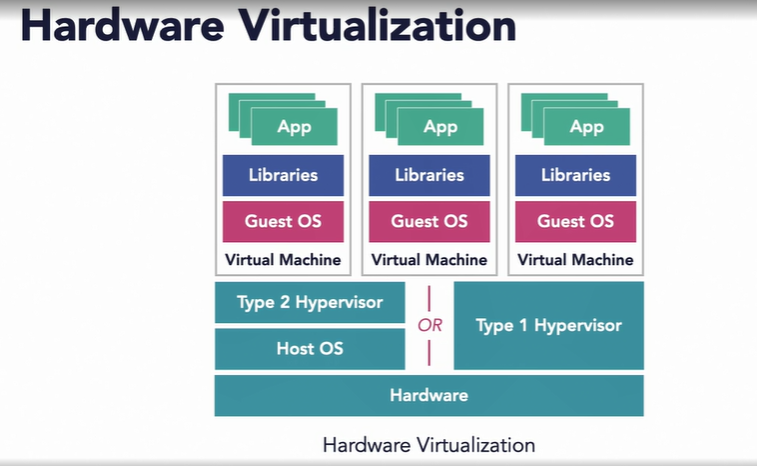 Hardware Virtualization
App
App
App
Libraries
Libraries
Libraries
Guest OS
Guest OS
Guest OS
Virtual Machine
Virtual Machine
Virtual Machine
Type 2 Hypervisor
Host OS
OR
Type 1 Hypervisor
Hardware
Hardware Virtualization